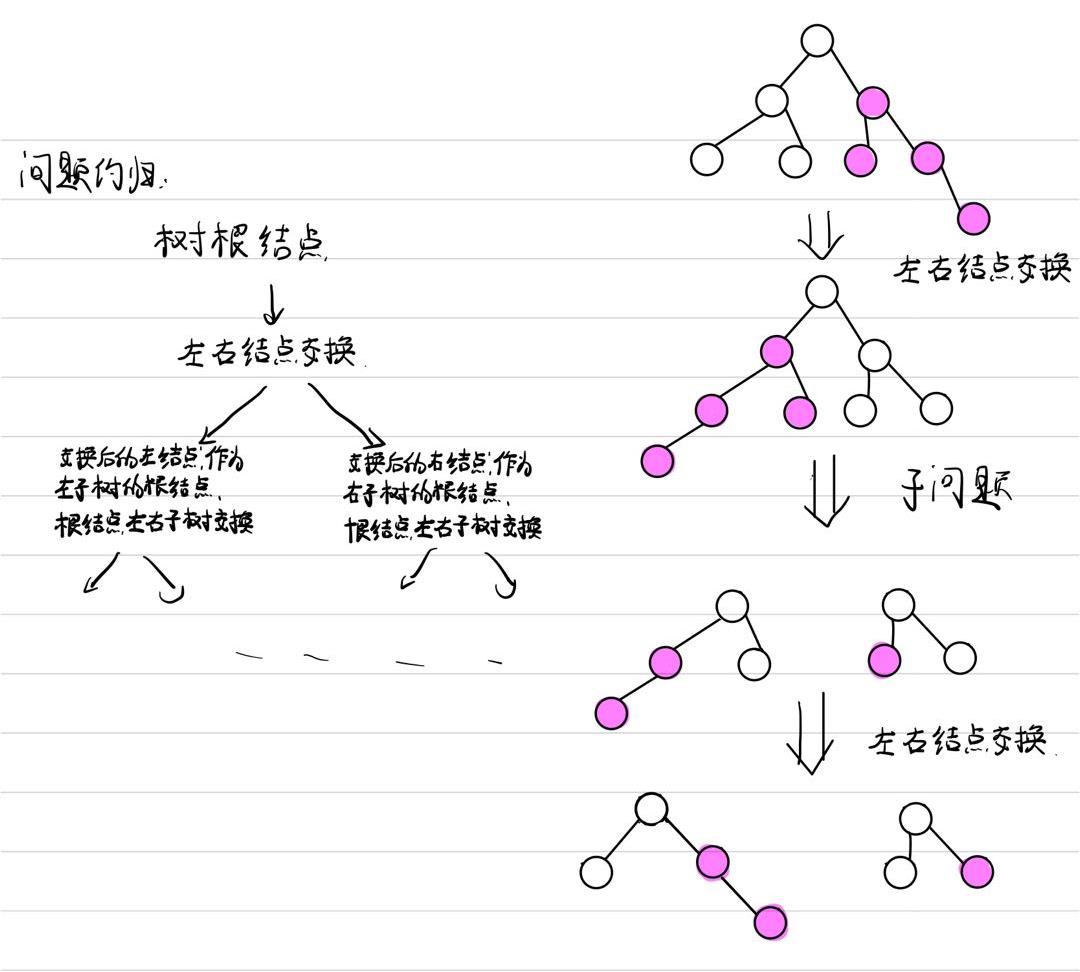 问题约归.
树根结点
左右结点交换
交换后的左结点,作为
左子树的根结点,
根结点左右子树交换
交换后的右结点,作为
右子树的根结点,
根结点左右子树交换
左右结点交换
子问题
左右结点交换